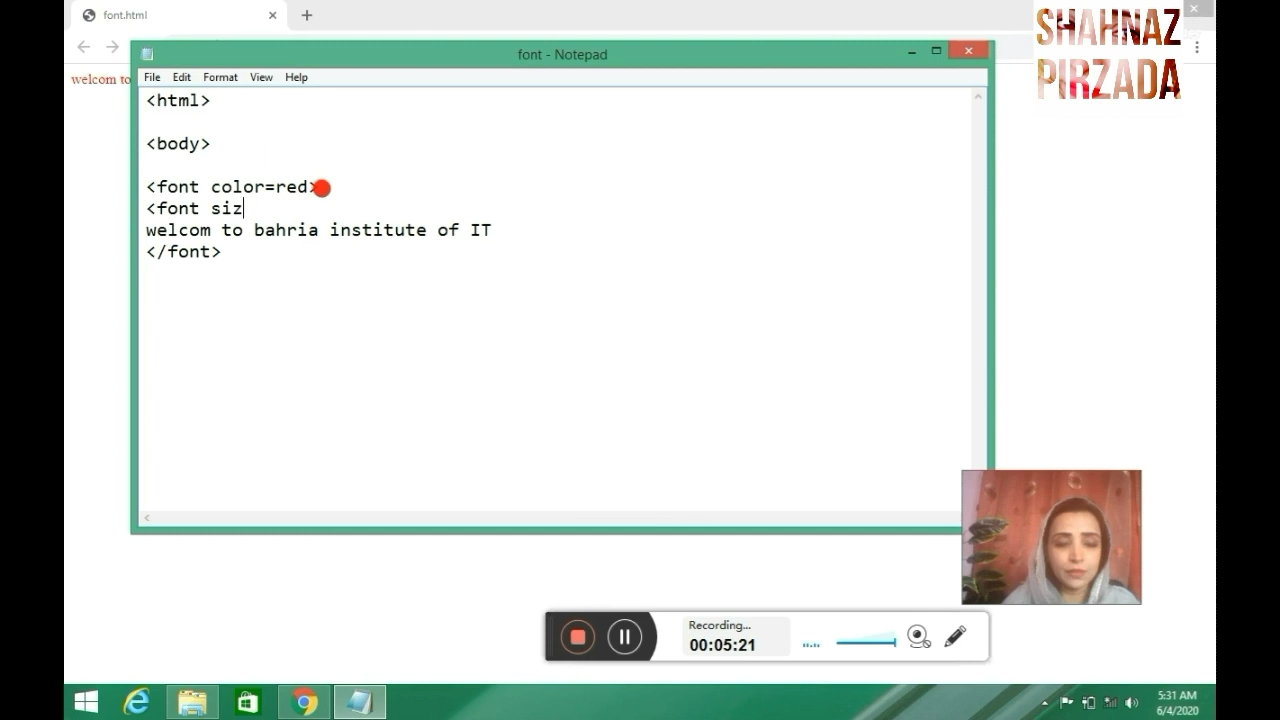 font.html
SHAHNAZ
PIRZADA
welcom to
font - Notepad
File Edit Format View Help
<html>
<body>
<font color=red>
<font siz
welcom to bahria institute of IT
</font>
Recording...
00:05:21
5:31 AM
6/4/2020